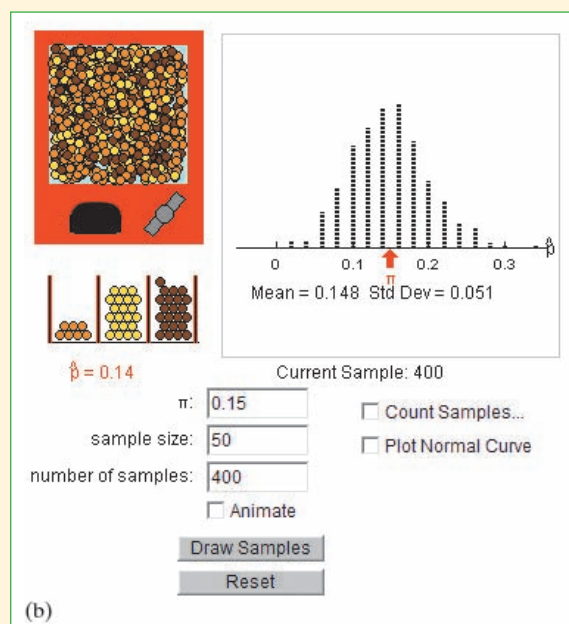 p̂
0 0.1 0.2 0.3
π
Mean = 0.148 Std Dev = 0.051
p̂ = 0.14
Current Sample: 400
π: 0.15
Count Samples...
sample size: 50
Plot Normal Curve
number of samples: 400
Animate
Draw Samples
Reset
(b)